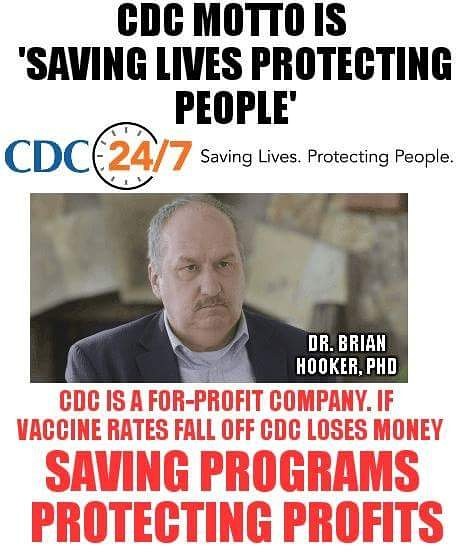 CDC MOTTO IS
'SAVING LIVES PROTECTING
PEOPLE'
CDC 24/7 Saving Lives. Protecting People.
DR. BRIAN
HOOKER, PHD
CDC IS A FOR-PROFIT COMPANY. IF
VACCINE RATES FALL OFF CDC LOSES MONEY
SAVING PROGRAMS
PROTECTING PROFITS